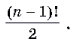 (n-1)!
2 .